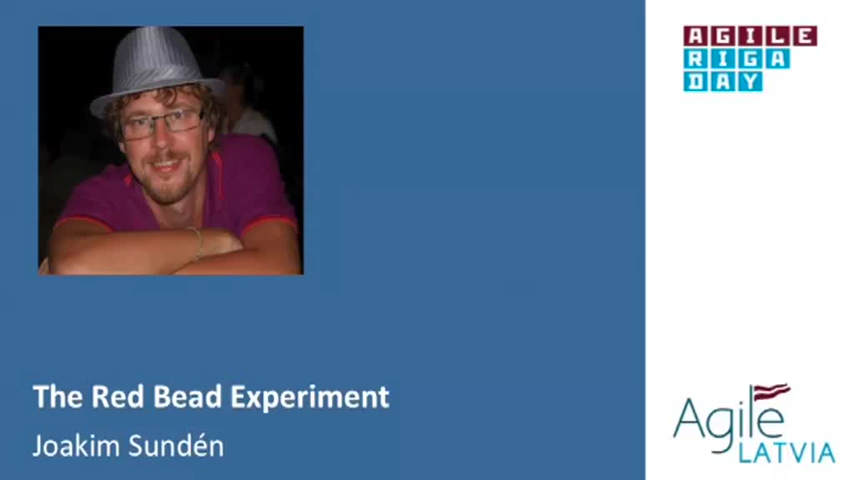 AGILE
RIGA
DAY
The Red Bead Experiment
Joakim Sundén
Agile
LATVIA